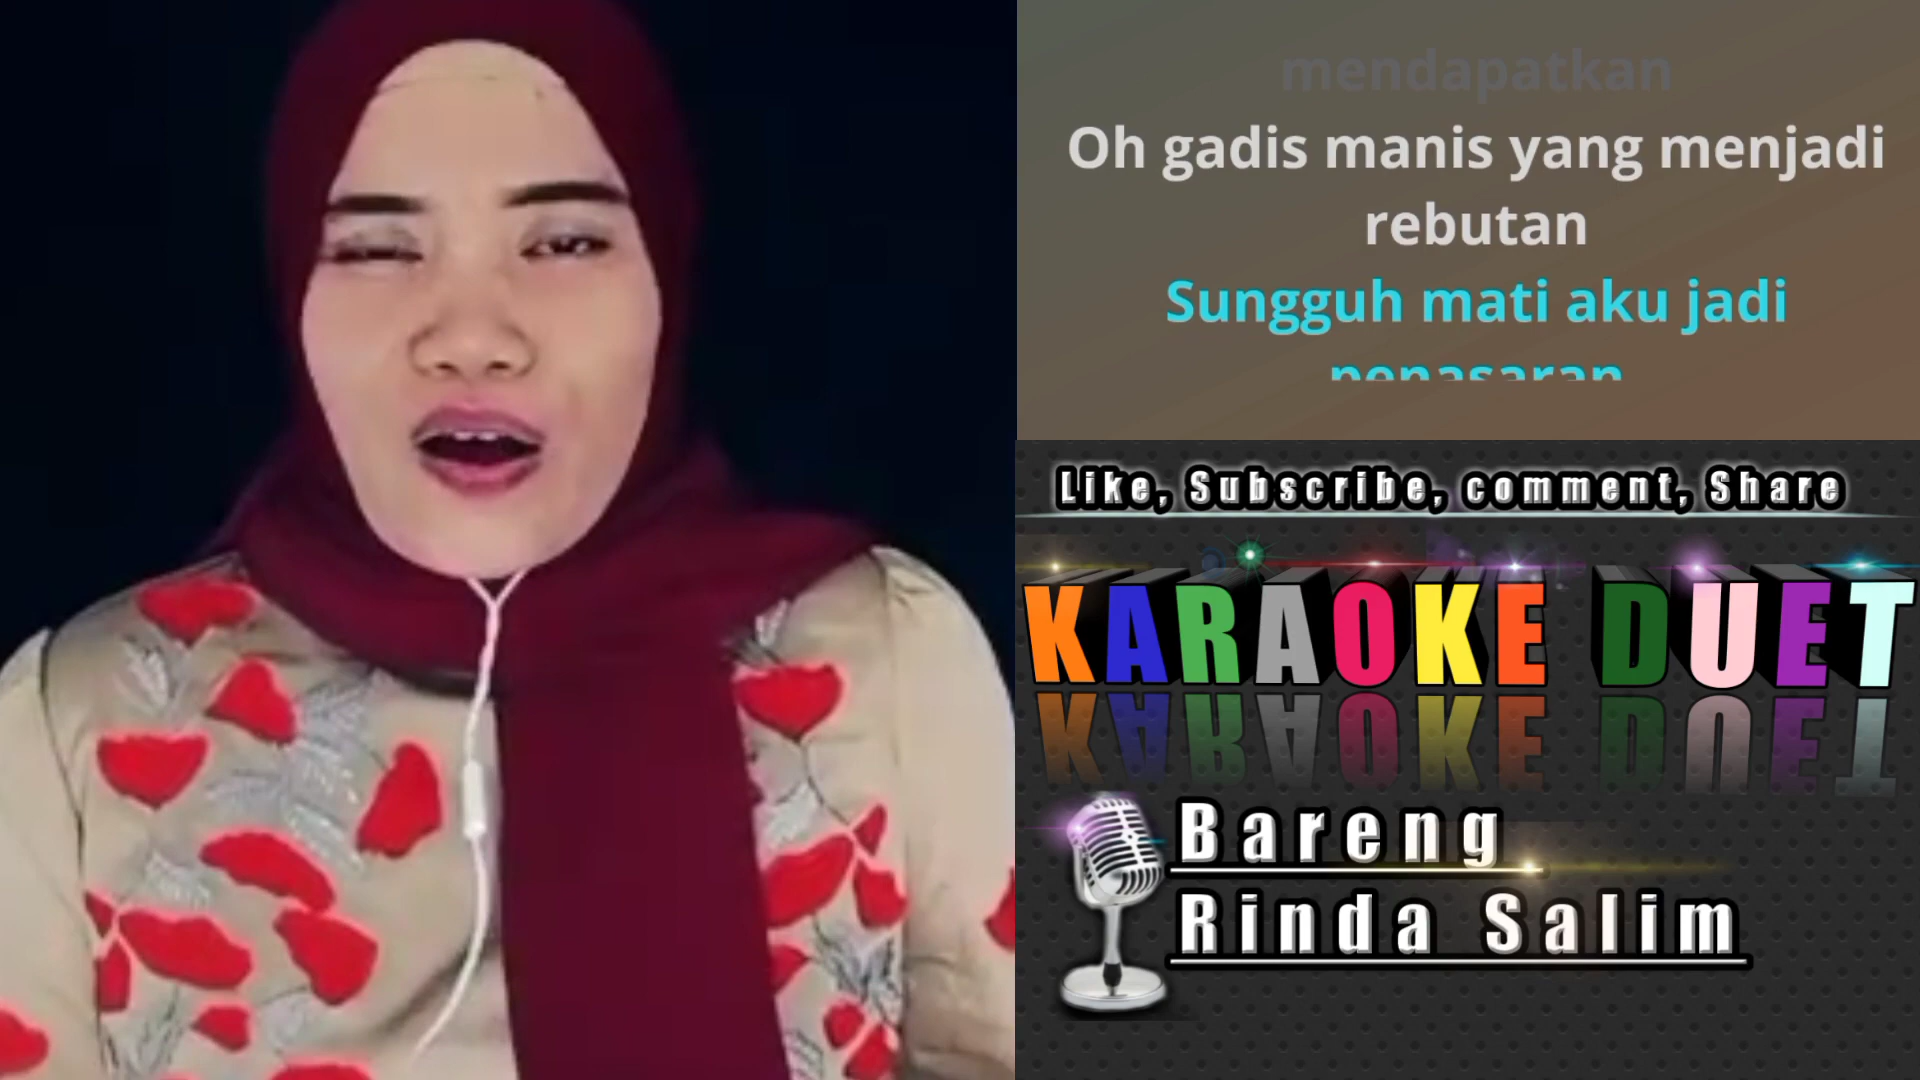 mendapatkan
Oh gadis manis yang menjadi
rebutan
Sungguh mati aku jadi
penasaran
Like, Subscribe, comment, Share
KARAOKE DUET
Bareng
Rinda Salim